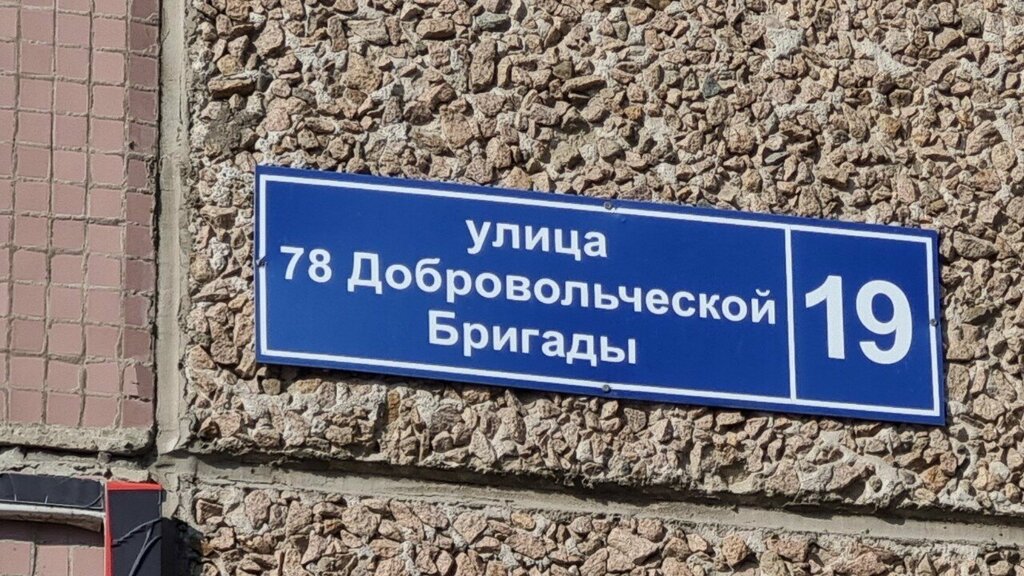 улица
78 Добровольческой
Бригады
19